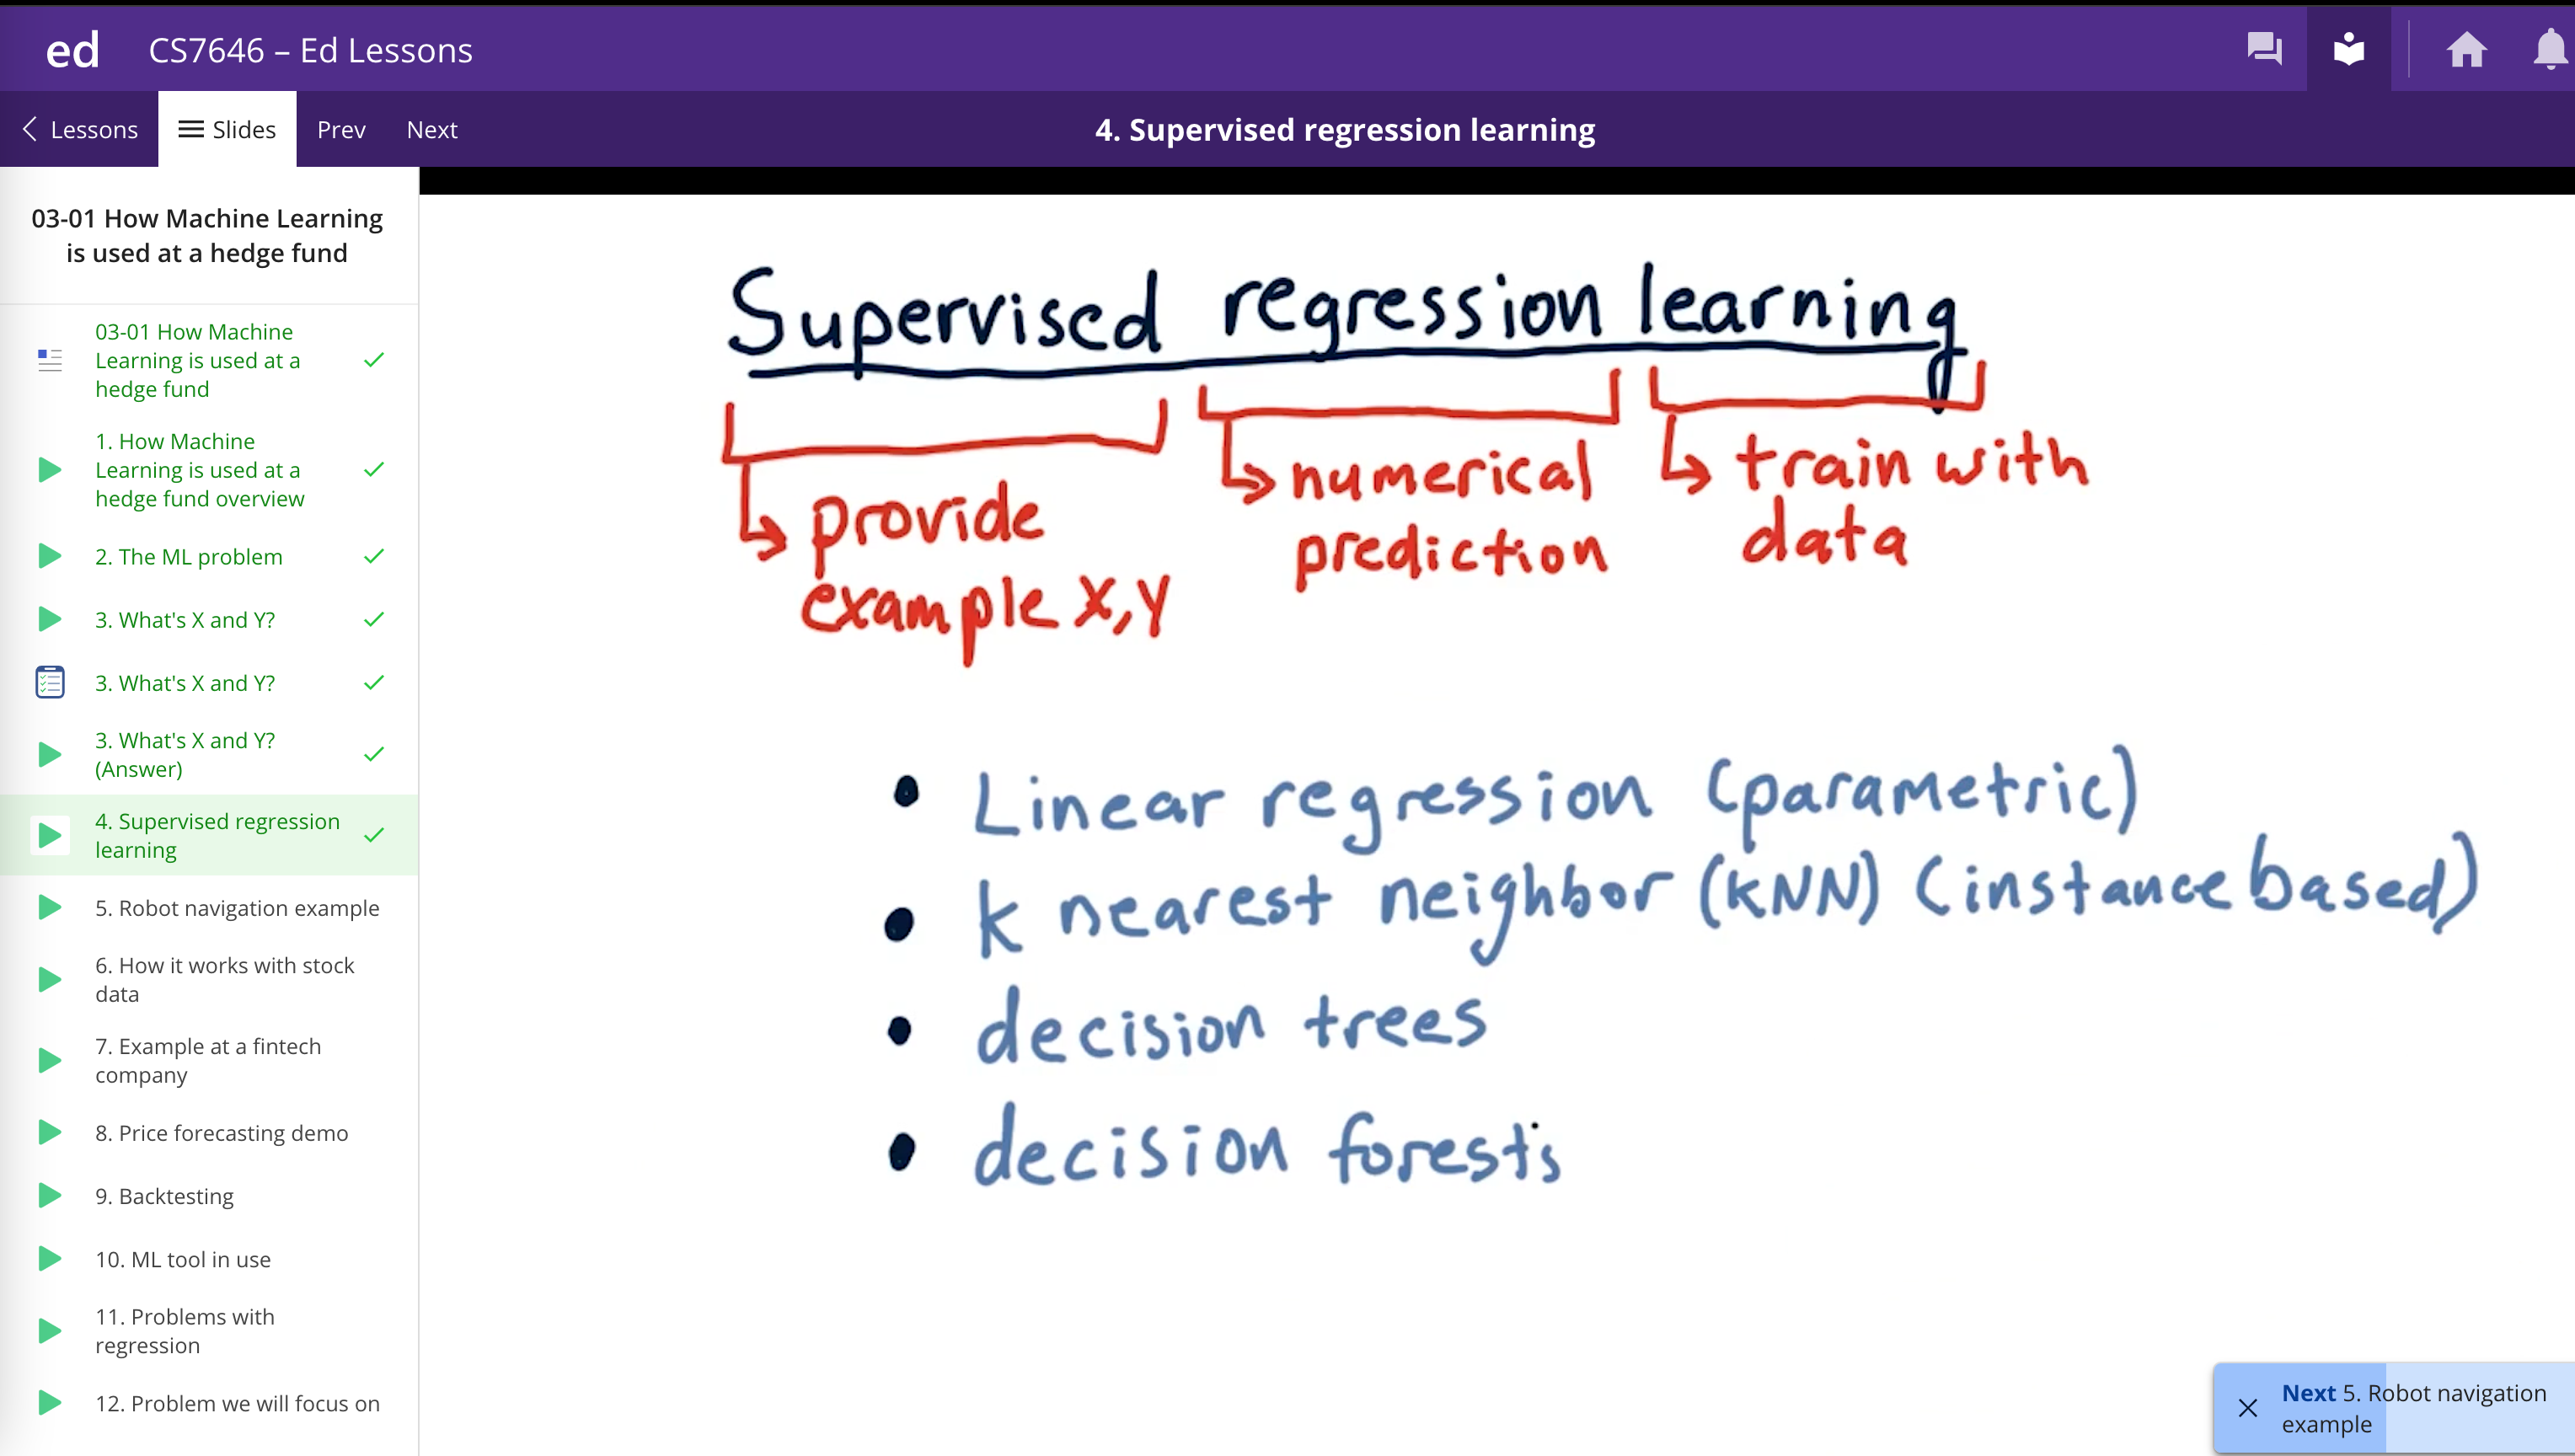 ed CS7646 – Ed Lessons
Lessons Slides Prev Next 4. Supervised regression learning
03-01 How Machine Learning
is used at a hedge fund
03-01 How Machine
Learning is used at a
hedge fund
1. How Machine
Learning is used at a
hedge fund overview
2. The ML problem
3. What's X and Y?
3. What's X and Y?
3. What's X and Y?
(Answer)
4. Supervised regression
learning
5. Robot navigation example
6. How it works with stock
data
7. Example at a fintech
company
8. Price forecasting demo
9. Backtesting
10. ML tool in use
11. Problems with
regression
12. Problem we will focus on
Supervised regression learning
provide
example X,Y
numerical
prediction
train with
data
• Linear regression (parametric)
• k nearest neighbor (KNN) (instance based)
• decision trees
• decision forests
Next 5. Robot navigation
example